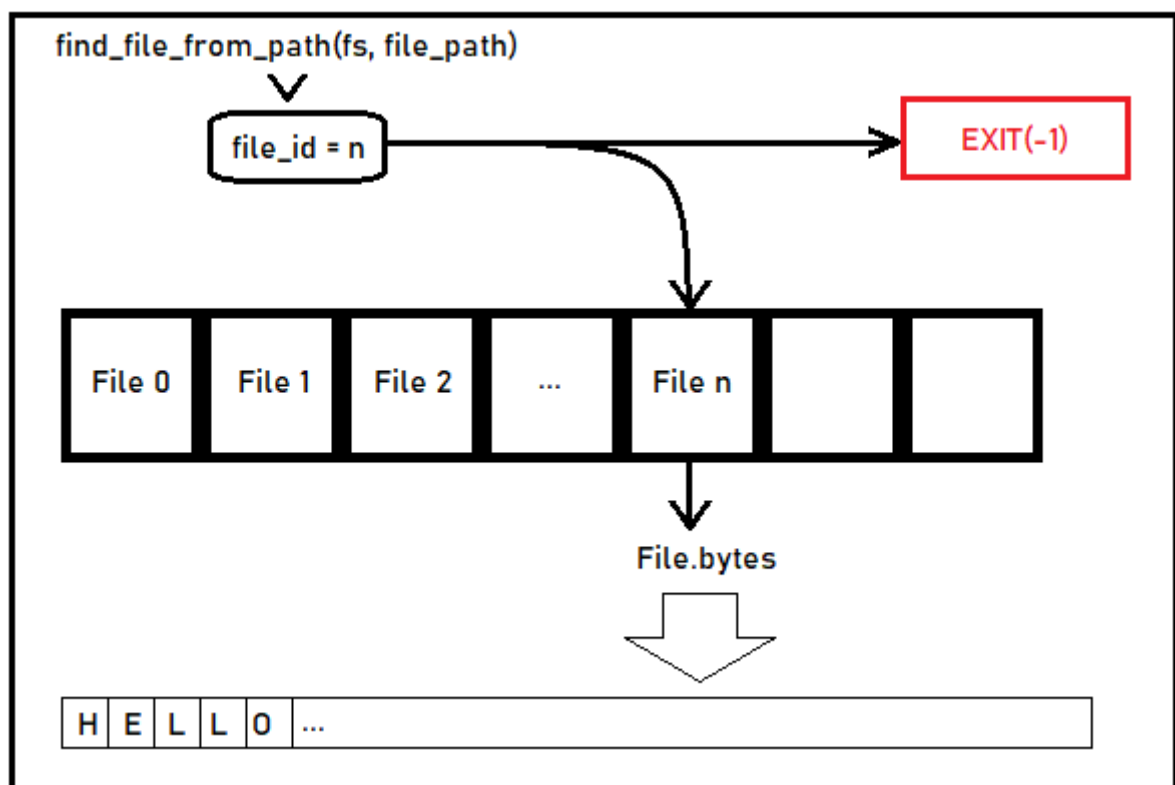 find_file_from_path(fs, file_path)
file_id = n
EXIT(-1)
File 0
File 1
File 2
...
File n
File.bytes
H E L L O ...